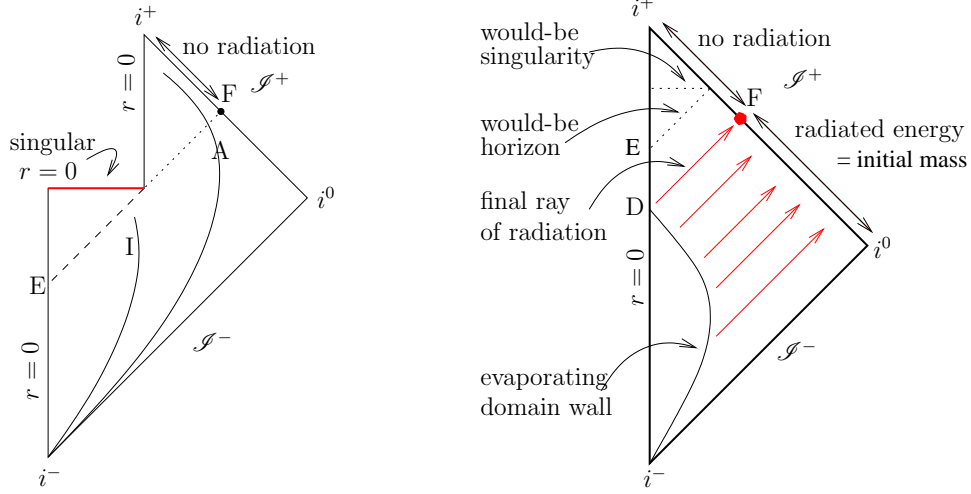 i⁺
no radiation
r = 0
F
ℐ⁺
singular
r = 0
A
i⁰
I
E
r = 0
ℐ⁻
i⁻
i⁺
would-be
singularity
no radiation
ℐ⁺
F
would-be
horizon
radiated energy
= initial mass
E
final ray
of radiation
D
i⁰
r = 0
ℐ⁻
evaporating
domain wall
i⁻